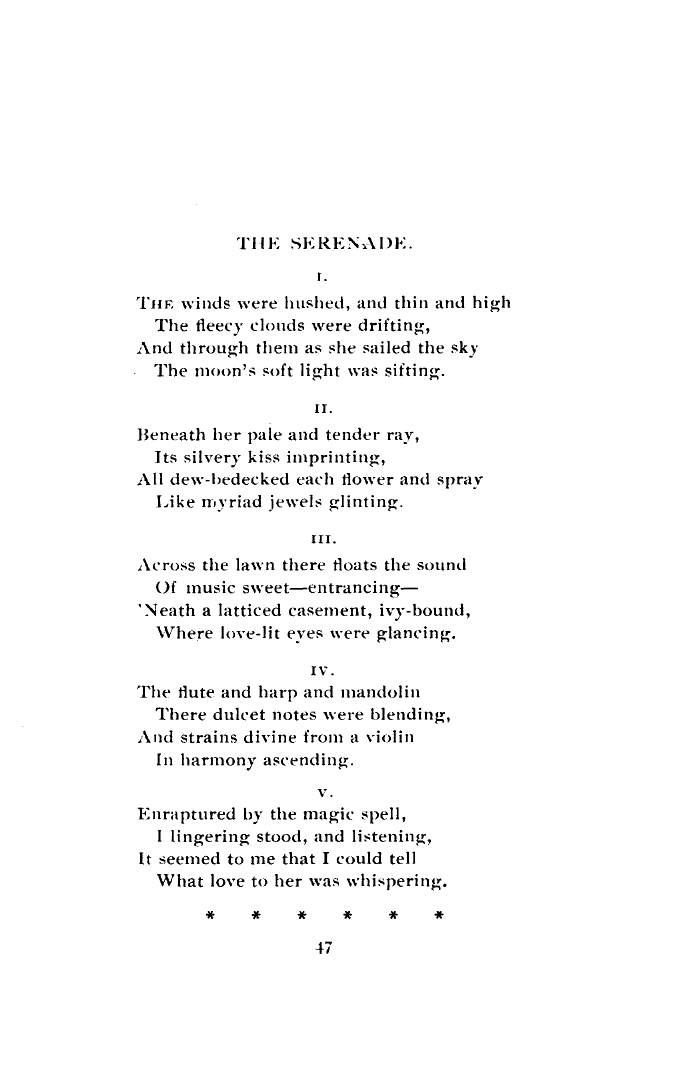 THE SERENADE.
I.
THE winds were hushed, and thin and high
The fleecy clouds were drifting,
And through them as she sailed the sky
The moon's soft light was sifting.
II.
Beneath her pale and tender ray,
Its silvery kiss imprinting,
All dew-bedecked each flower and spray
Like myriad jewels glinting.
III.
Across the lawn there floats the sound
Of music sweet—entrancing—
'Neath a latticed casement, ivy-bound,
Where love-lit eyes were glancing.
IV.
The flute and harp and mandolin
There dulcet notes were blending,
And strains divine from a violin
In harmony ascending.
V.
Enraptured by the magic spell,
I lingering stood, and listening,
It seemed to me that I could tell
What love to her was whispering.
* * * * * *
47